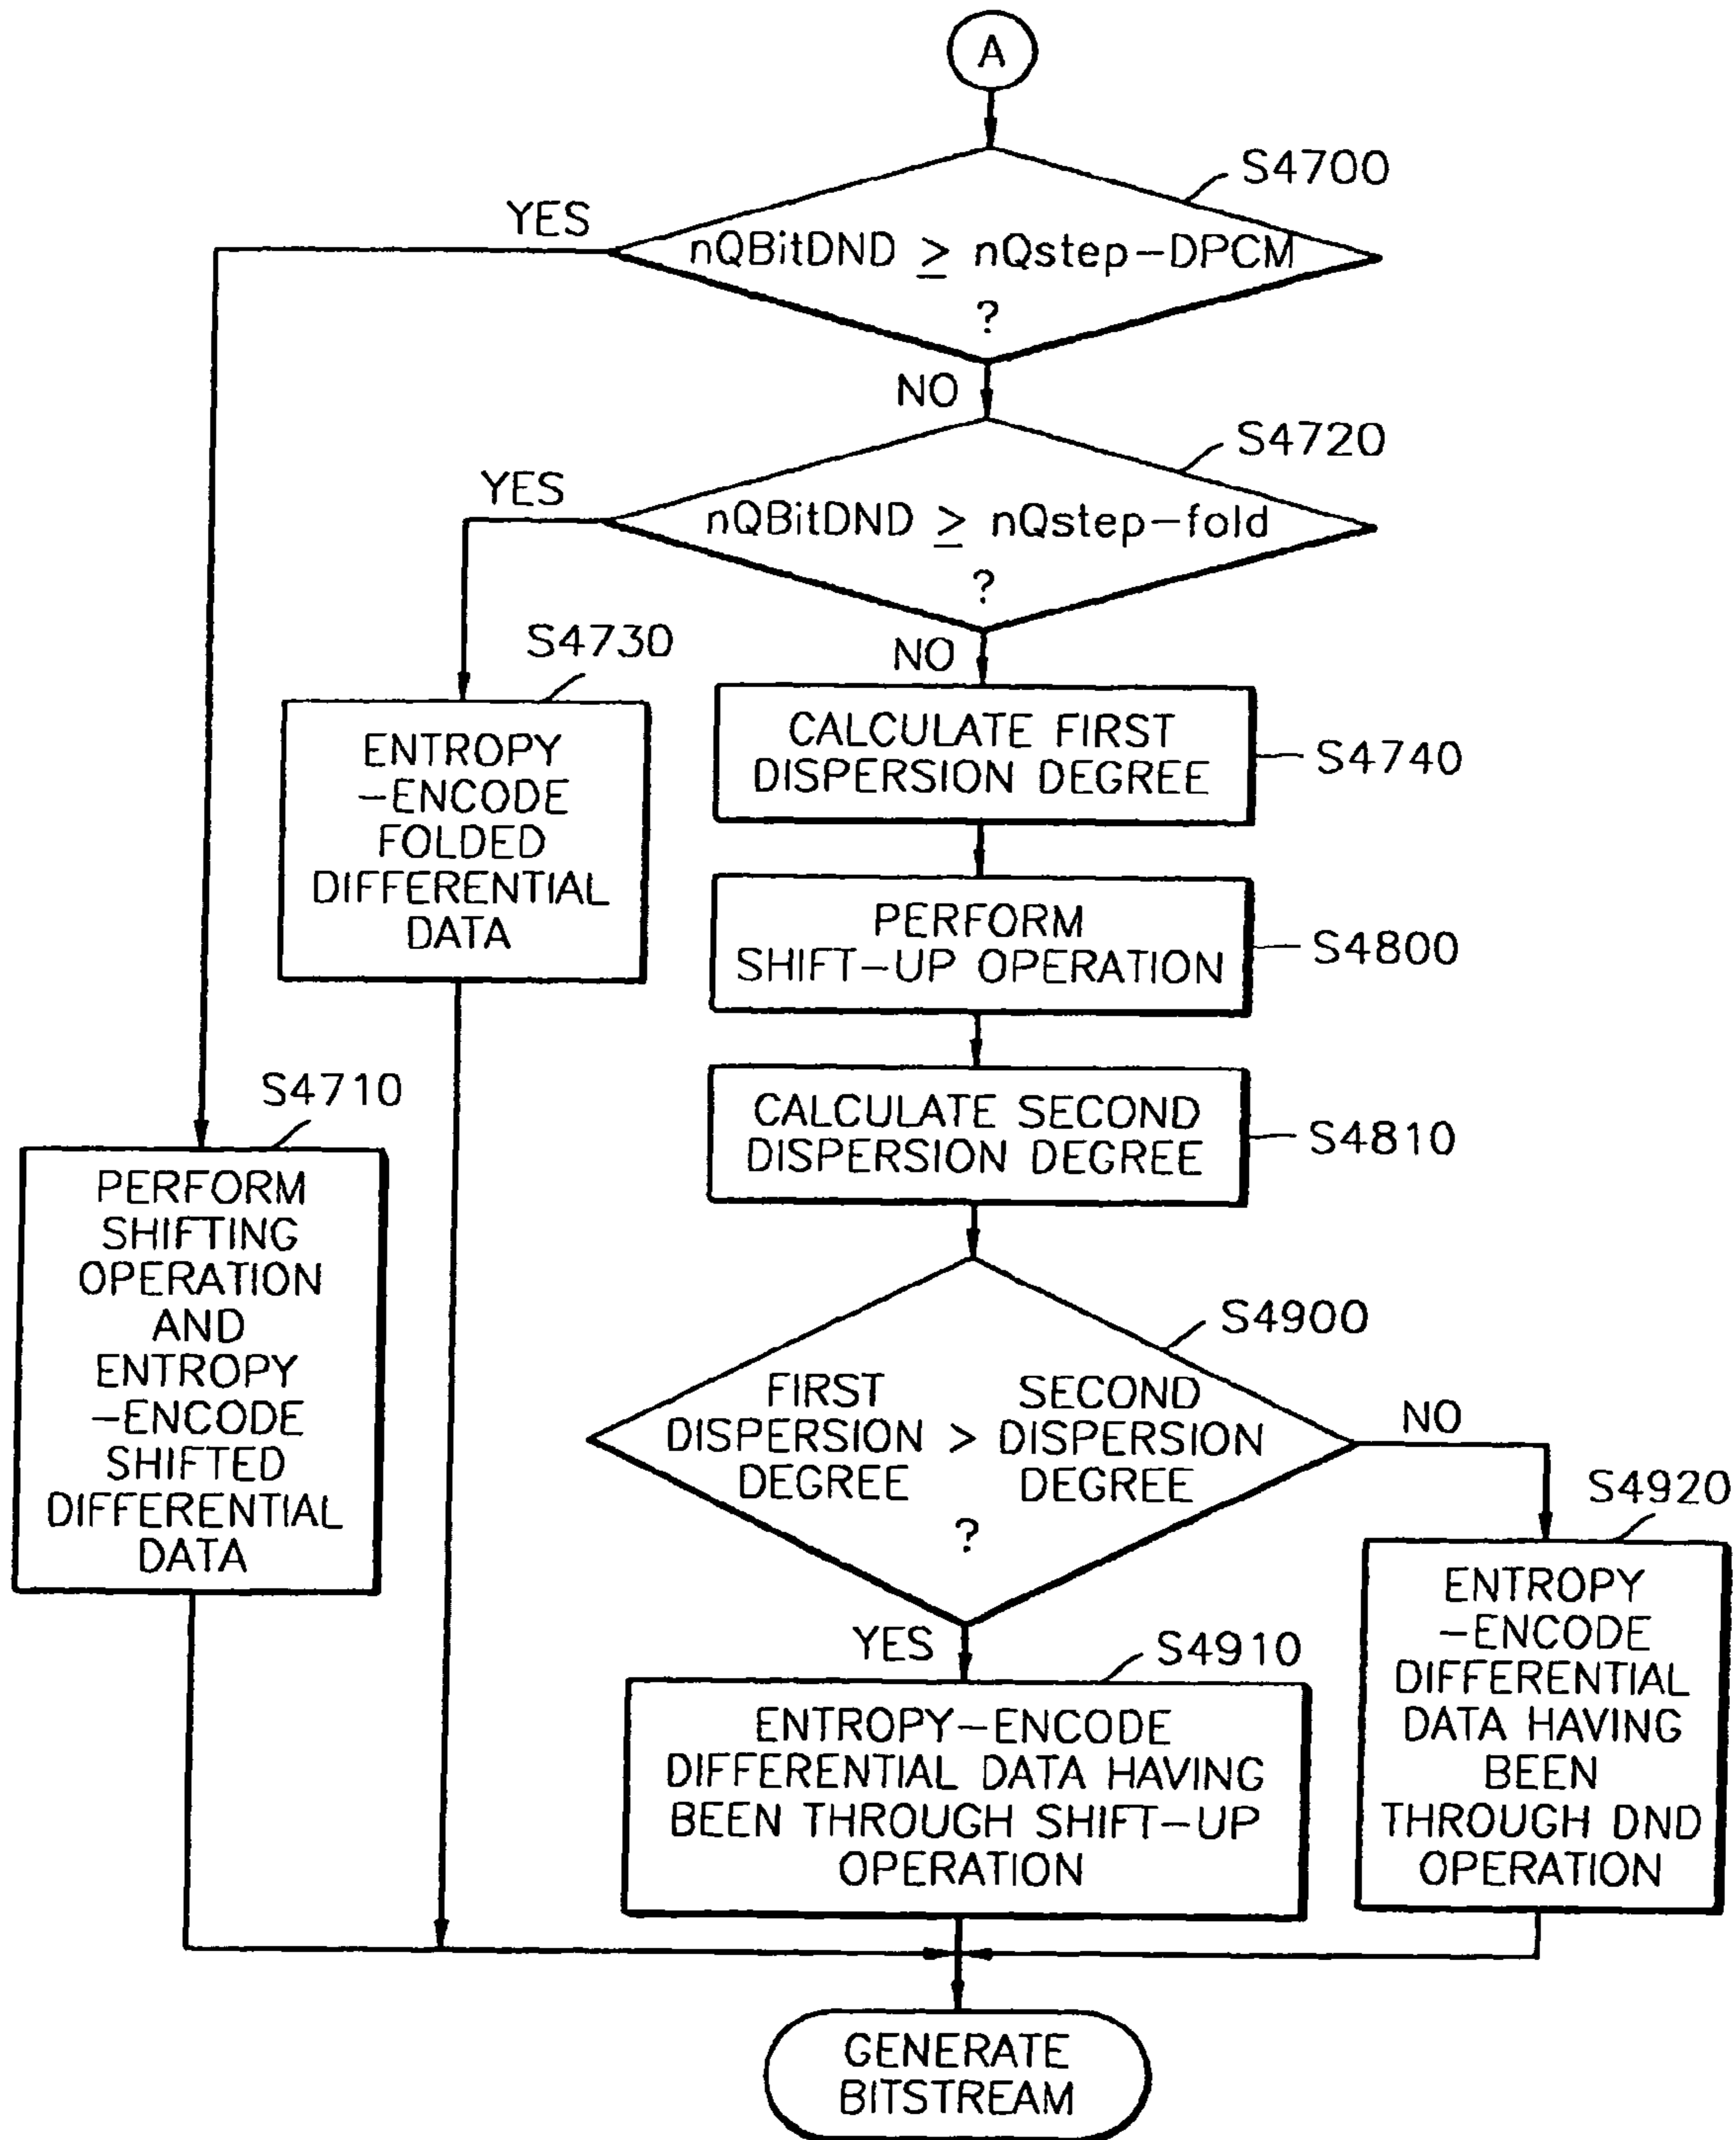 A
S4700
YES
nQBitDND ≥ nQstep-DPCM
?
NO
S4720
YES
nQBitDND ≥ nQstep-fold
?
NO
S4730
ENTROPY
-ENCODE
FOLDED
DIFFERENTIAL
DATA
CALCULATE FIRST
DISPERSION DEGREE
S4740
PERFORM
SHIFT-UP OPERATION
S4800
CALCULATE SECOND
DISPERSION DEGREE
S4810
S4710
PERFORM
SHIFTING
OPERATION
AND
ENTROPY
-ENCODE
SHIFTED
DIFFERENTIAL
DATA
S4900
FIRST SECOND
DISPERSION > DISPERSION
DEGREE DEGREE
?
NO
YES
S4920
ENTROPY
-ENCODE
DIFFERENTIAL
DATA HAVING
BEEN
THROUGH DND
OPERATION
S4910
ENTROPY-ENCODE
DIFFERENTIAL DATA HAVING
BEEN THROUGH SHIFT-UP
OPERATION
GENERATE
BITSTREAM